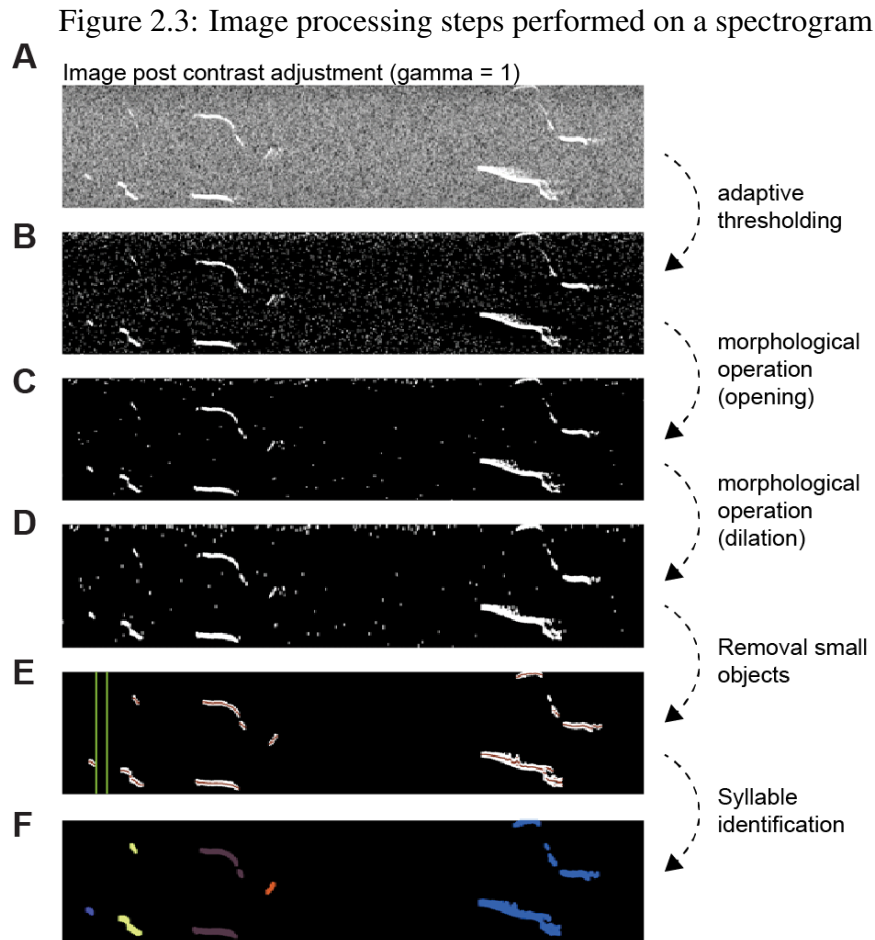 Figure 2.3: Image processing steps performed on a spectrogram
A
Image post contrast adjustment (gamma = 1)
adaptive
thresholding
B
morphological
operation
(opening)
C
morphological
operation
(dilation)
D
Removal small
objects
E
Syllable
identification
F